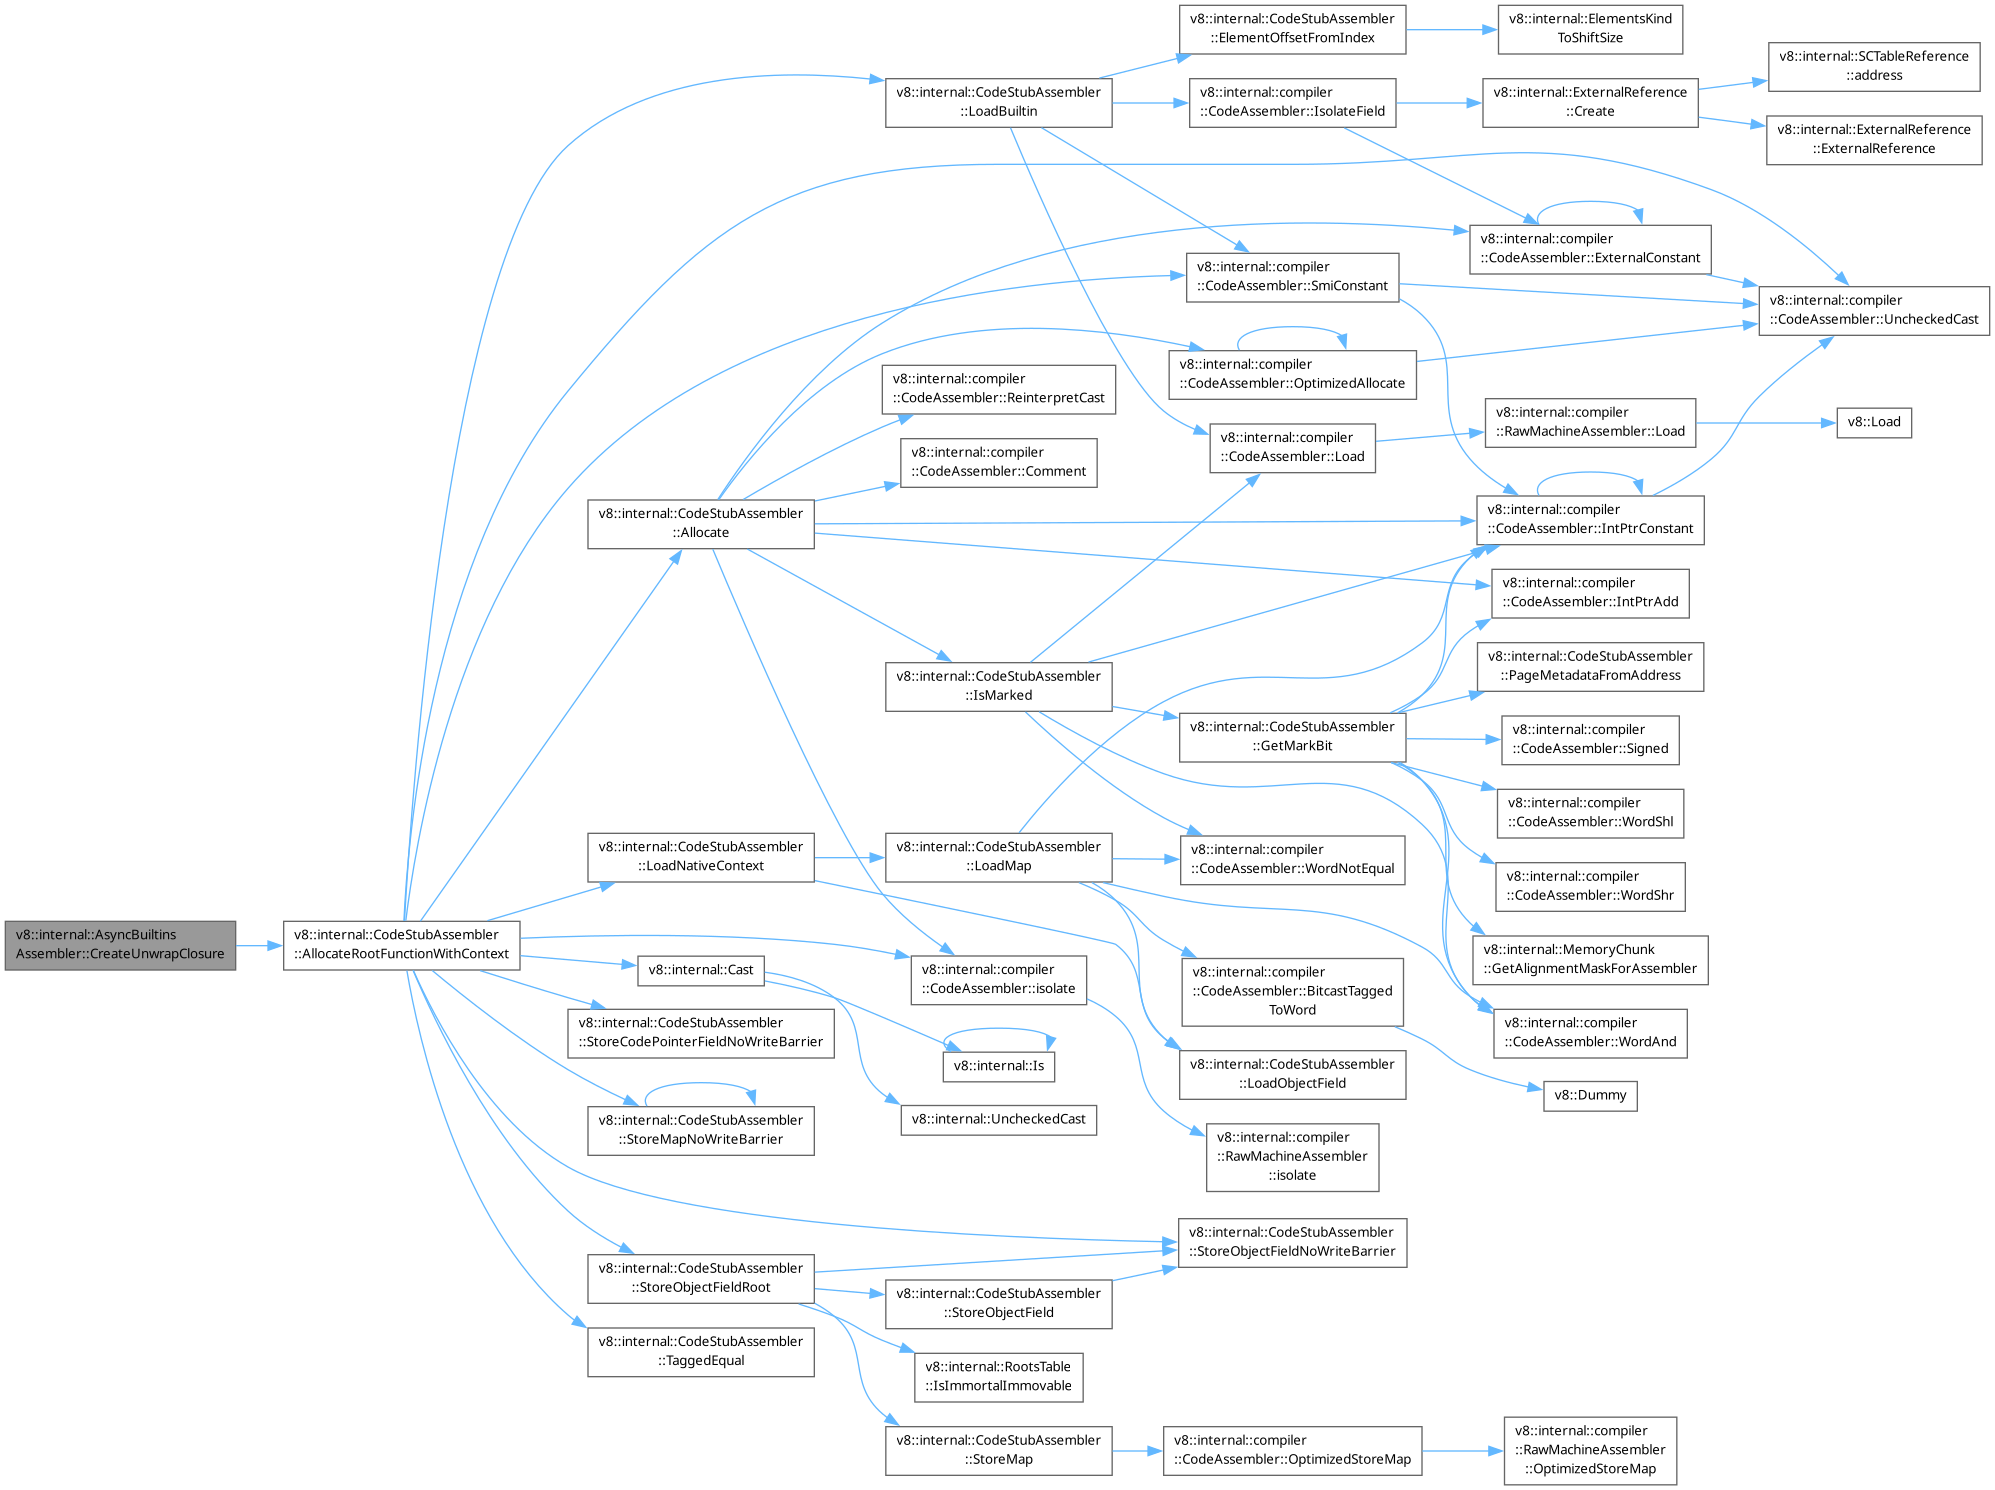 v8::internal::AsyncBuiltins
Assembler::CreateUnwrapClosure
v8::internal::CodeStubAssembler
::AllocateRootFunctionWithContext
v8::internal::CodeStubAssembler
::Allocate
v8::internal::CodeStubAssembler
::LoadNativeContext
v8::internal::Cast
v8::internal::CodeStubAssembler
::StoreCodePointerFieldNoWriteBarrier
v8::internal::CodeStubAssembler
::StoreMapNoWriteBarrier
v8::internal::CodeStubAssembler
::StoreObjectFieldRoot
v8::internal::CodeStubAssembler
::TaggedEqual
v8::internal::CodeStubAssembler
::LoadBuiltin
v8::internal::compiler
::CodeAssembler::ReinterpretCast
v8::internal::compiler
::CodeAssembler::Comment
v8::internal::CodeStubAssembler
::IsMarked
v8::internal::CodeStubAssembler
::LoadMap
v8::internal::compiler
::CodeAssembler::isolate
v8::internal::Is
v8::internal::UncheckedCast
v8::internal::CodeStubAssembler
::StoreObjectField
v8::internal::RootsTable
::IsImmortalImmovable
v8::internal::CodeStubAssembler
::StoreMap
v8::internal::CodeStubAssembler
::ElementOffsetFromIndex
v8::internal::compiler
::CodeAssembler::IsolateField
v8::internal::compiler
::CodeAssembler::SmiConstant
v8::internal::compiler
::CodeAssembler::OptimizedAllocate
v8::internal::compiler
::CodeAssembler::Load
v8::internal::CodeStubAssembler
::GetMarkBit
v8::internal::compiler
::CodeAssembler::WordNotEqual
v8::internal::compiler
::CodeAssembler::BitcastTagged
ToWord
v8::internal::CodeStubAssembler
::LoadObjectField
v8::internal::compiler
::RawMachineAssembler
::isolate
v8::internal::CodeStubAssembler
::StoreObjectFieldNoWriteBarrier
v8::internal::compiler
::CodeAssembler::OptimizedStoreMap
v8::internal::ElementsKind
ToShiftSize
v8::internal::ExternalReference
::Create
v8::internal::compiler
::CodeAssembler::ExternalConstant
v8::internal::compiler
::RawMachineAssembler::Load
v8::internal::compiler
::CodeAssembler::IntPtrConstant
v8::internal::compiler
::CodeAssembler::IntPtrAdd
v8::internal::CodeStubAssembler
::PageMetadataFromAddress
v8::internal::compiler
::CodeAssembler::Signed
v8::internal::compiler
::CodeAssembler::WordShl
v8::internal::compiler
::CodeAssembler::WordShr
v8::internal::MemoryChunk
::GetAlignmentMaskForAssembler
v8::internal::compiler
::CodeAssembler::WordAnd
v8::Dummy
v8::internal::compiler
::RawMachineAssembler
::OptimizedStoreMap
v8::internal::SCTableReference
::address
v8::internal::ExternalReference
::ExternalReference
v8::internal::compiler
::CodeAssembler::UncheckedCast
v8::Load